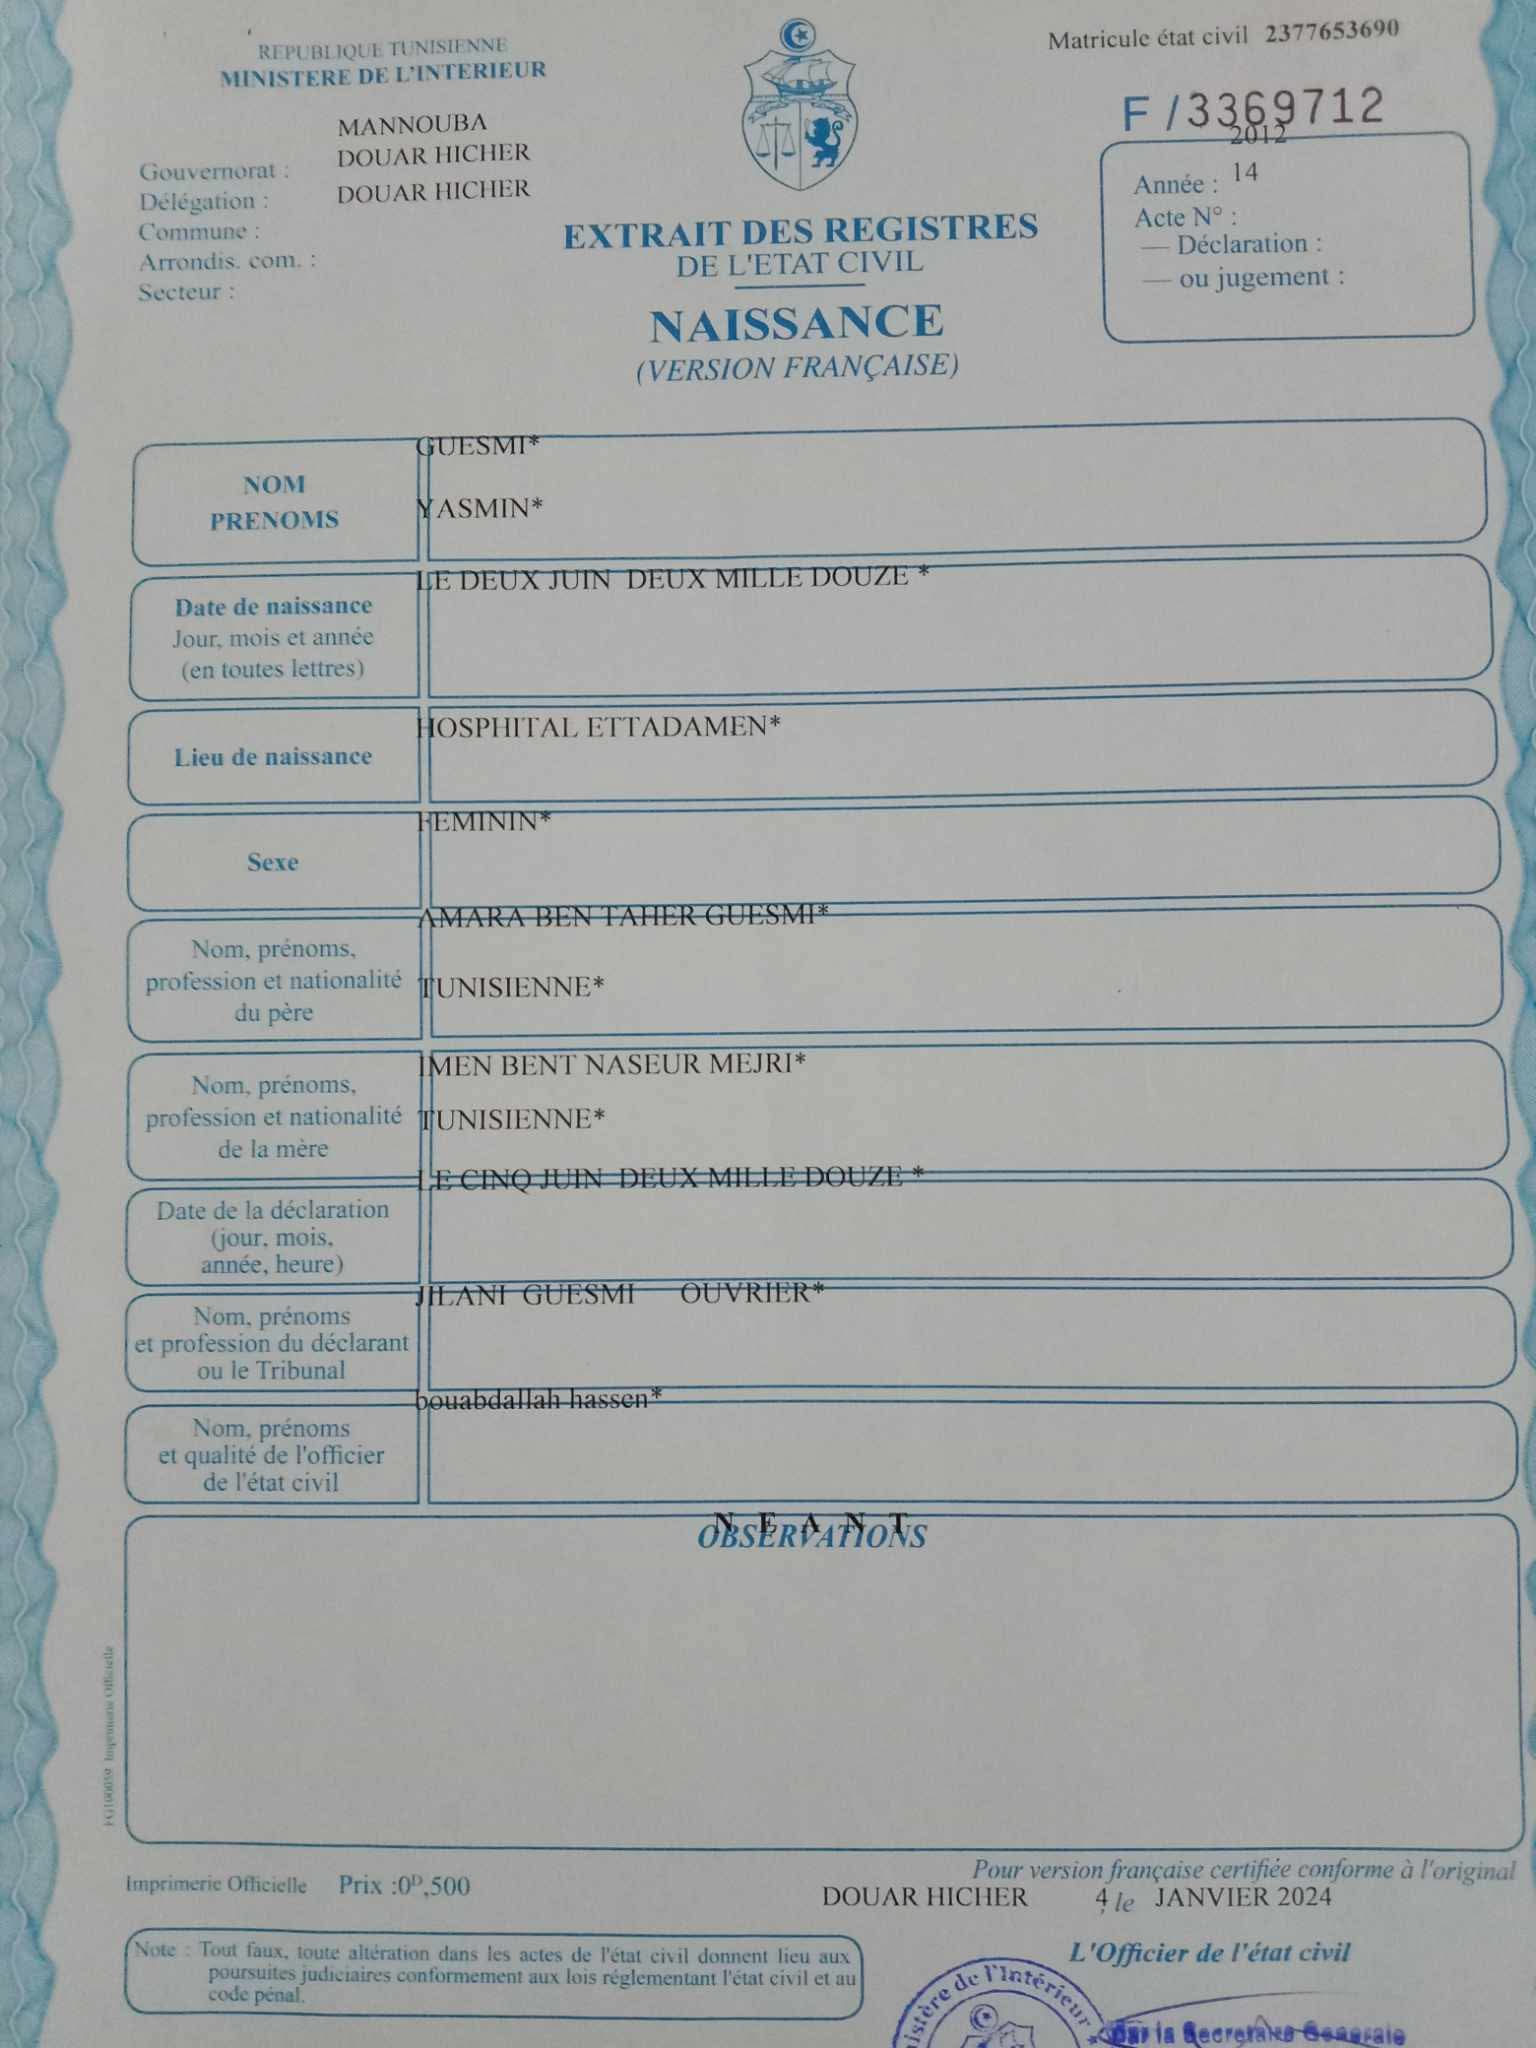 REPUBLIQUE TUNISIENNE
MINISTERE DE L'INTERIEUR
Matricule état civil 2377653690
F / 3369712
MANNOUBA
DOUAR HICHER
DOUAR HICHER
Gouvernorat :
Délégation :
Commune :
Arrondis. com. :
Secteur :
2012
Année : 14
Acte N° :
— Déclaration :
— ou jugement :
EXTRAIT DES REGISTRES
DE L'ETAT CIVIL
NAISSANCE
(VERSION FRANÇAISE)
NOM
PRENOMS
GUESMI*
YASMIN*
Date de naissance
Jour, mois et année
(en toutes lettres)
LE DEUX JUIN DEUX MILLE DOUZE *
Lieu de naissance
HOSPHITAL ETTADAMEN*
Sexe
FEMININ*
Nom, prénoms,
profession et nationalité
du père
AMARA BEN TAHER GUESMI*
TUNISIENNE*
Nom, prénoms,
profession et nationalité
de la mère
IMEN BENT NASEUR MEJRI*
TUNISIENNE*
Date de la déclaration
(jour, mois,
année, heure)
LE CINQ JUIN DEUX MILLE DOUZE *
Nom, prénoms
et profession du déclarant
ou le Tribunal
JILANI GUESMI OUVRIER*
Nom, prénoms
et qualité de l'officier
de l'état civil
bouabdallah hassen*
N E A N T
OBSERVATIONS
Imprimerie Officielle
Imprimerie Officielle Prix :0D,500
Pour version française certifiée conforme à l'original
DOUAR HICHER 4 le JANVIER 2024
Note : Tout faux, toute altération dans les actes de l'état civil donnent lieu aux
poursuites judiciaires conformement aux lois réglementant l'état civil et au
code pénal.
L'Officier de l'état civil
de l'Intérieur
Par la Secretaire Generale